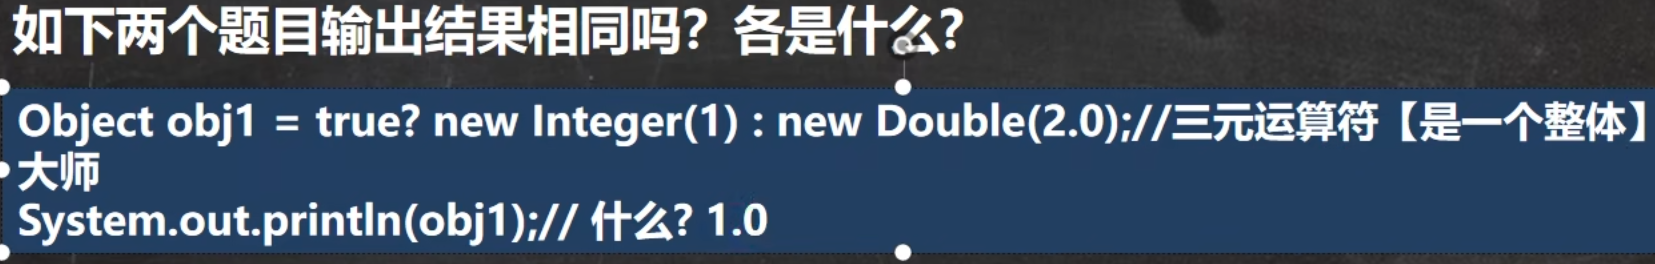 如下两个题目输出结果相同吗？各是什么?
Object obj1 = true? new Integer(1) : new Double(2.0);//三元运算符【是一个整体】
大师
System.out.println(obj1);// 什么? 1.0